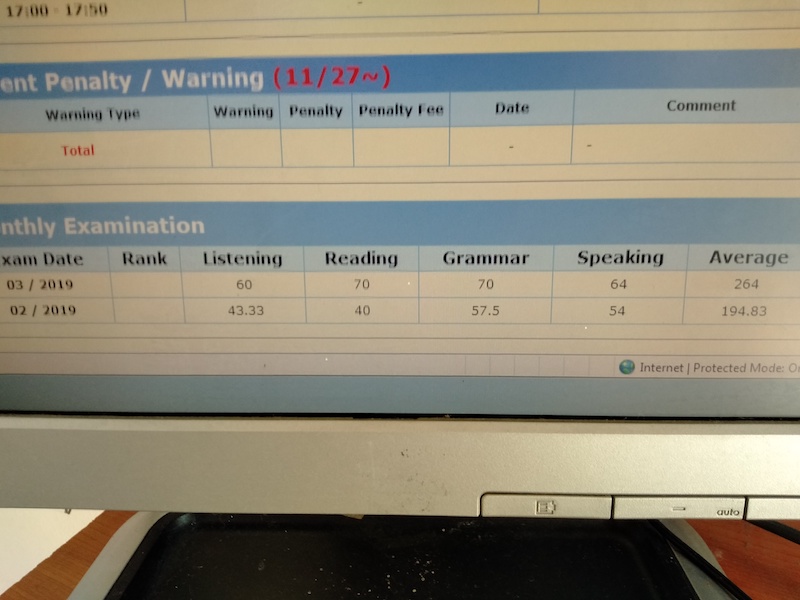 17:00 - 17:50
ent Penalty / Warning (11/27~)
Warning Type Warning Penalty Penalty Fee Date Comment
Total - -
nthly Examination
xam Date Rank Listening Reading Grammar Speaking Average
03 / 2019 60 70 70 64 264
02 / 2019 43.33 40 57.5 54 194.83
Internet | Protected Mode: O
auto